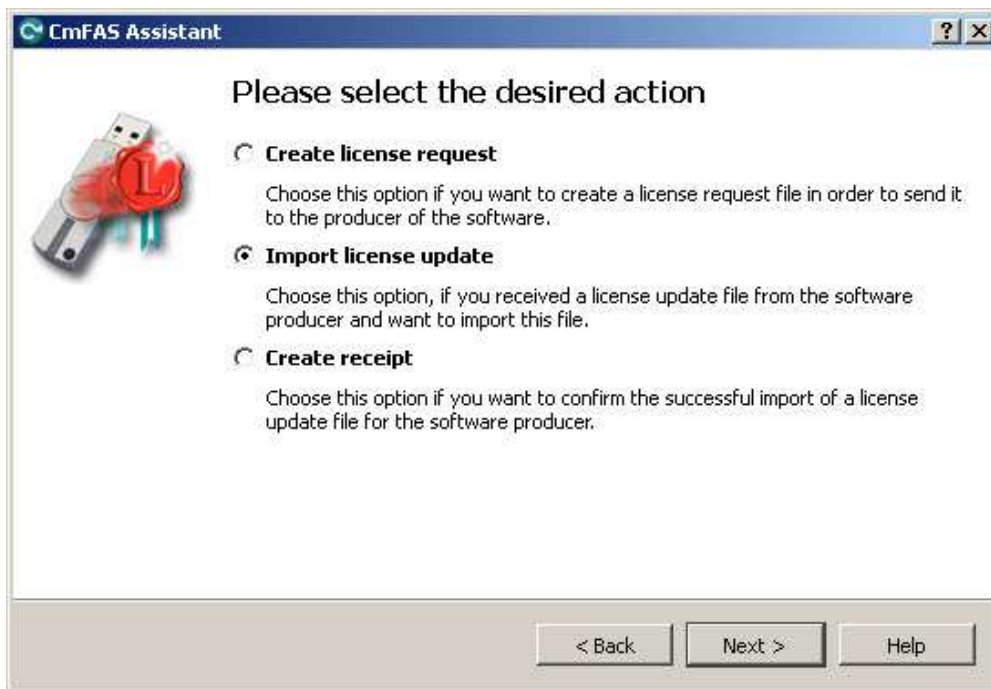 CmFAS Assistant
Please select the desired action
Create license request
Choose this option if you want to create a license request file in order to send it
to the producer of the software.
Import license update
Choose this option, if you received a license update file from the software
producer and want to import this file.
Create receipt
Choose this option if you want to confirm the successful import of a license
update file for the software producer.
< Back
Next >
Help
L